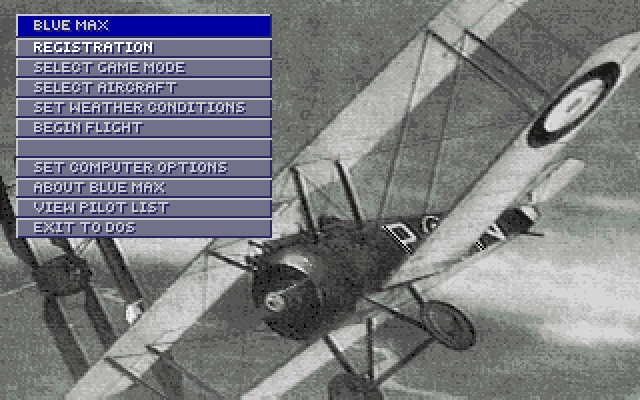 BLUE MAX
REGISTRATION
SELECT GAME MODE
SELECT AIRCRAFT
SET WEATHER CONDITIONS
BEGIN FLIGHT
SET COMPUTER OPTIONS
ABOUT BLUE MAX
VIEW PILOT LIST
EXIT TO DOS